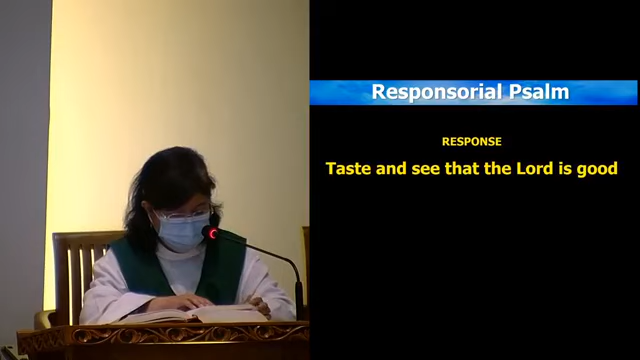 Responsorial Psalm
RESPONSE
Taste and see that the Lord is good